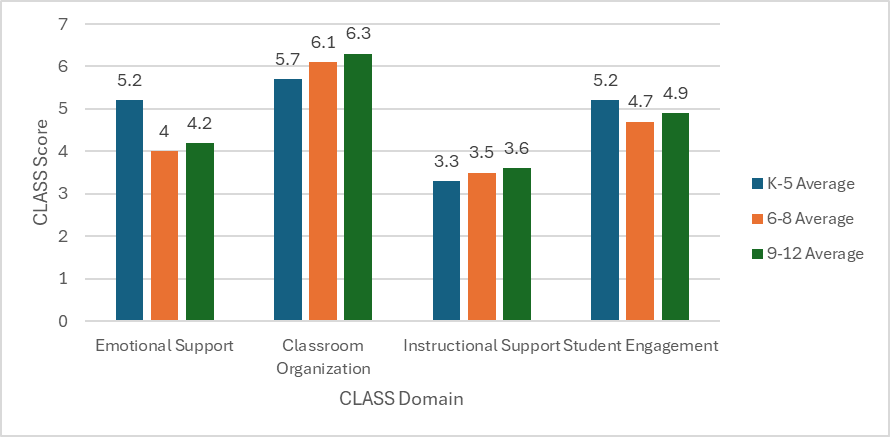 7
6
5
4
3
2
1
0
CLASS Score
5.2
4
4.2
5.7
6.1
6.3
3.3
3.5
3.6
5.2
4.7
4.9
Emotional Support
Classroom
Organization
Instructional Support
Student Engagement
CLASS Domain
K-5 Average
6-8 Average
9-12 Average